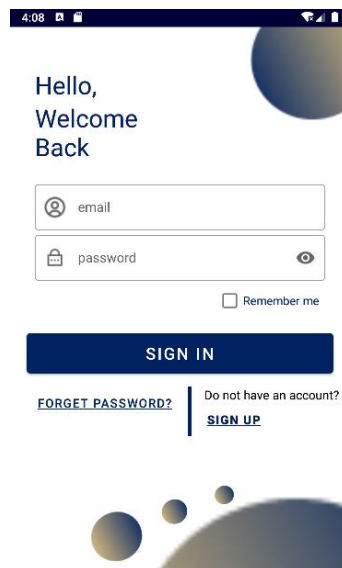 4:08
Hello,
Welcome
Back
email
password
Remember me
SIGN IN
FORGET PASSWORD?
Do not have an account?
SIGN UP